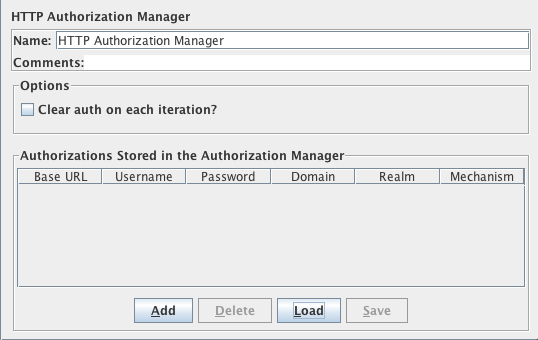 HTTP Authorization Manager
Name: HTTP Authorization Manager
Comments:
Options
Clear auth on each iteration?
Authorizations Stored in the Authorization Manager
Base URL Username Password Domain Realm Mechanism
Add Delete Load Save